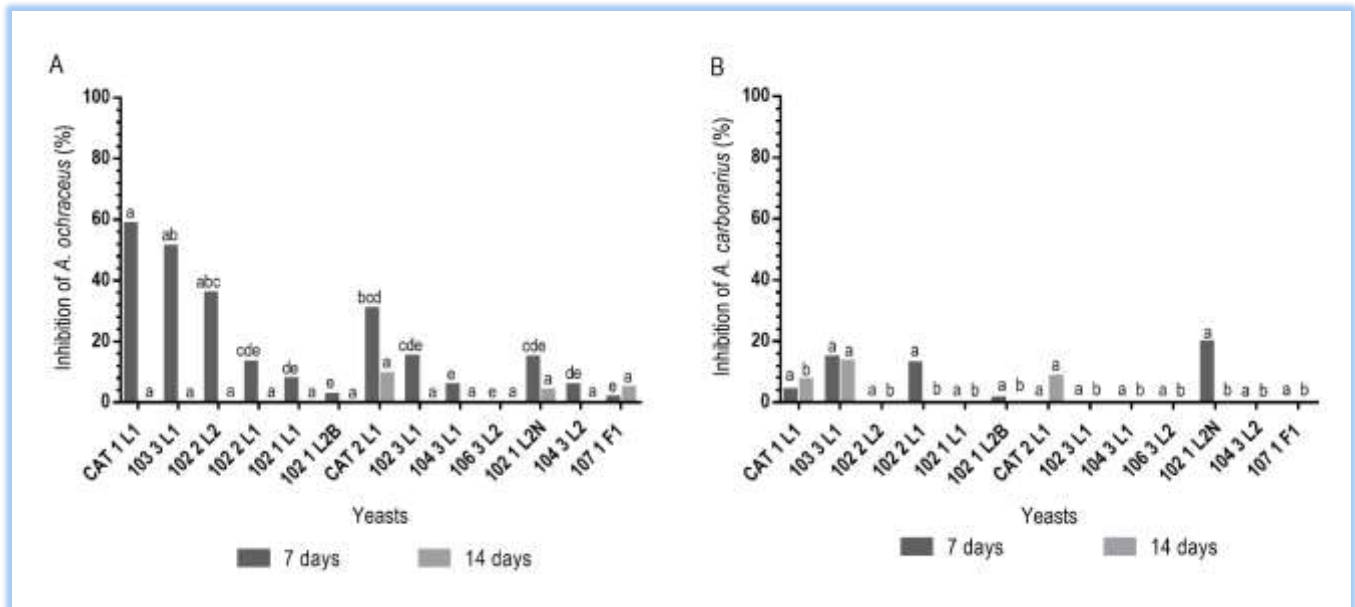 A
Inhibition of A. ochraceus (%)
100
80
60
40
20
0
a a
ab a
abc a
cde a
de a
e a
bcd a
cde a
e a
e a
cde a
de a
e a
CAT 1 L1
103 3 L1
102 2 L2
102 2 L1
102 1 L1
102 1 L2B
CAT 2 L1
102 3 L1
104 3 L1
106 3 L2
102 1 L2N
104 3 L2
107 1 F1
Yeasts
7 days
14 days
B
Inhibition of A. carbonarius (%)
100
80
60
40
20
0
a b
a a
a b
a b
a b
a b
a a
a b
a b
a b
a b
a b
a b
CAT 1 L1
103 3 L1
102 2 L2
102 2 L1
102 1 L1
102 1 L2B
CAT 2 L1
102 3 L1
104 3 L1
106 3 L2
102 1 L2N
104 3 L2
107 1 F1
Yeasts
7 days
14 days